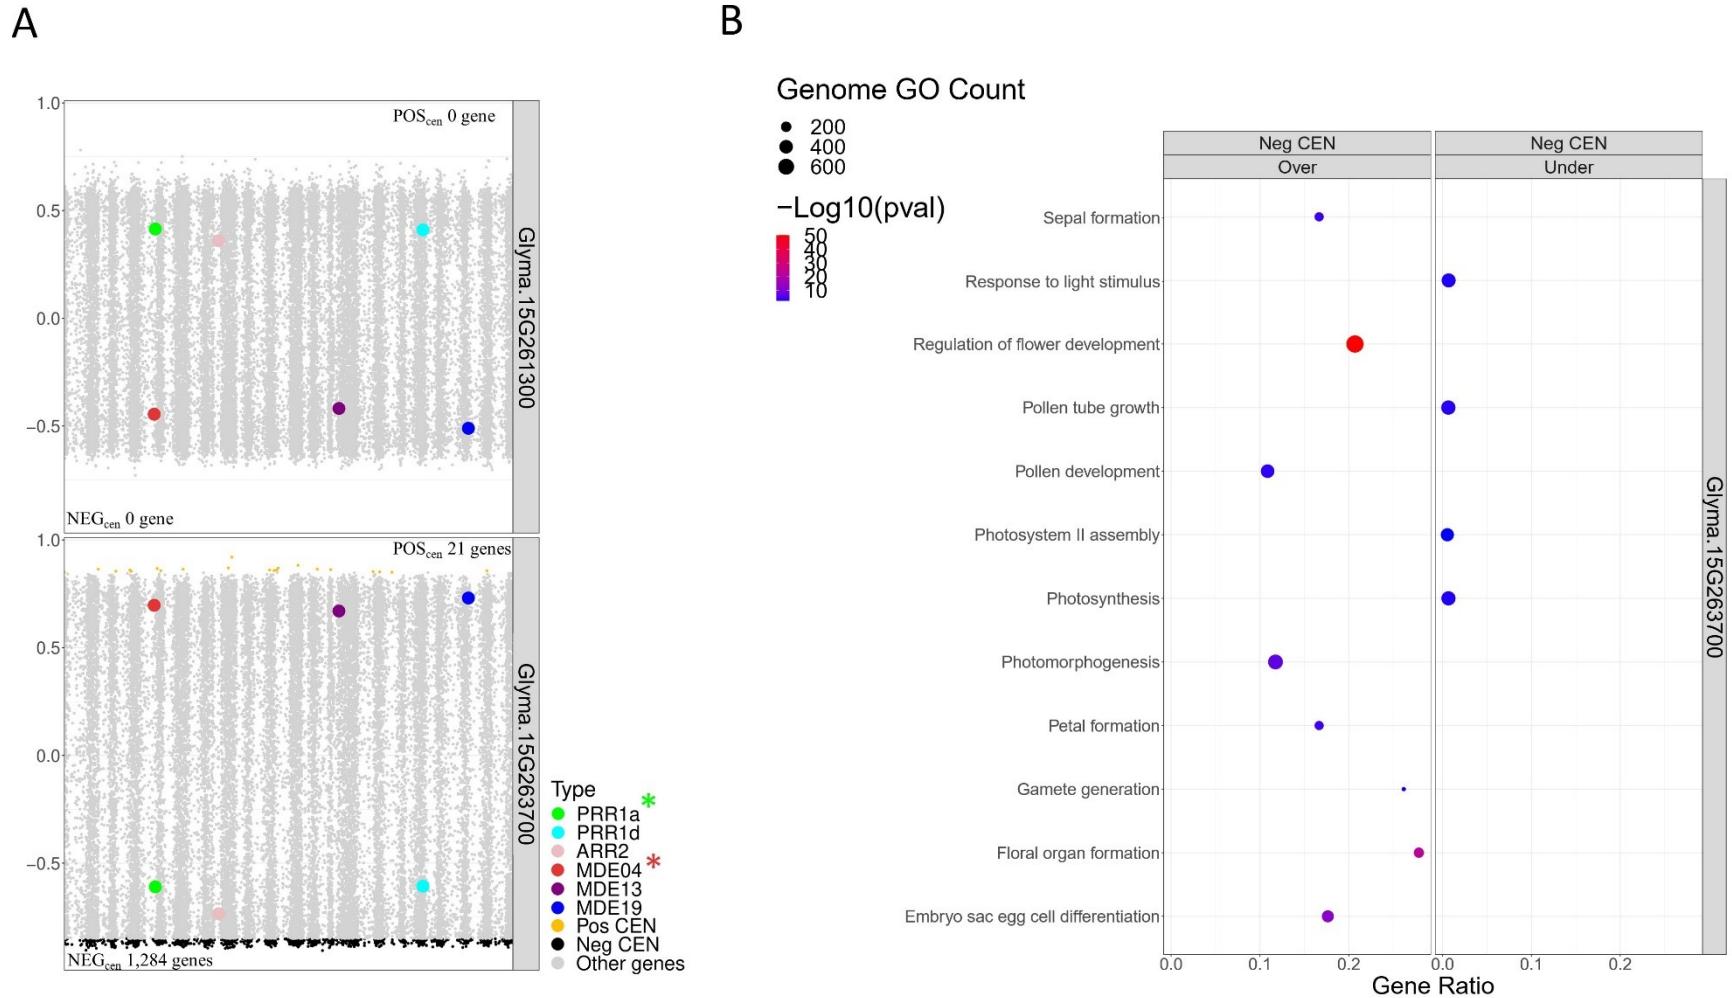 A
1.0
0.5
0.0
−0.5
POScen 0 gene
NEGcen 0 gene
Glyma.15G261300
1.0
0.5
0.0
−0.5
POScen 21 genes
NEGcen 1,284 genes
Glyma.15G263700
Type
PRR1a *
PRR1d
ARR2
MDE04 *
MDE13
MDE19
Pos CEN
Neg CEN
Other genes
B
Genome GO Count
200
400
600
−Log10(pval)
50
40
30
20
10
Neg CEN
Over
Neg CEN
Under
Sepal formation
Response to light stimulus
Regulation of flower development
Pollen tube growth
Pollen development
Photosystem II assembly
Photosynthesis
Photomorphogenesis
Petal formation
Gamete generation
Floral organ formation
Embryo sac egg cell differentiation
Glyma.15G263700
0.0 0.1 0.2 0.0 0.1 0.2
Gene Ratio